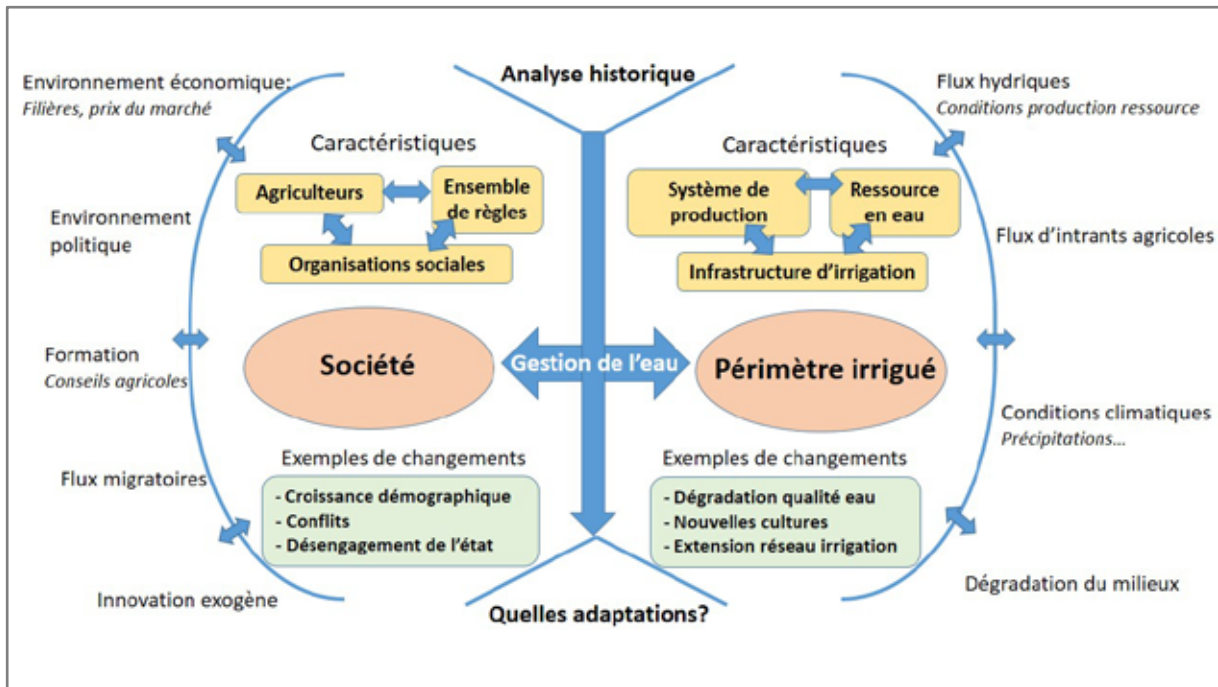 Analyse historique
Environnement économique:
Filières, prix du marché
Environnement
politique
Formation
Conseils agricoles
Flux migratoires
Innovation exogène
Caractéristiques
Agriculteurs
Ensemble
de règles
Organisations sociales
Société
Exemples de changements
- Croissance démographique
- Conflits
- Désengagement de l'état
Gestion de l'eau
Caractéristiques
Système de
production
Ressource
en eau
Infrastructure d'irrigation
Périmètre irrigué
Exemples de changements
- Dégradation qualité eau
- Nouvelles cultures
- Extension réseau irrigation
Flux hydriques
Conditions production ressource
Flux d'intrants agricoles
Conditions climatiques
Précipitations...
Dégradation du milieux
Quelles adaptations?